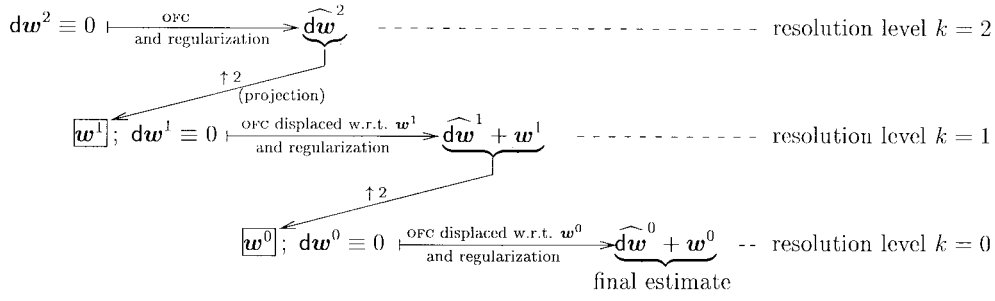 d𝒘² ≡ 0 OFC and regularization d̂𝒘² resolution level k = 2
↑ 2
(projection)
𝒘¹ ; d𝒘¹ ≡ 0 OFC displaced w.r.t. 𝒘¹ and regularization d̂𝒘¹ + 𝒘¹ resolution level k = 1
↑ 2
𝒘⁰ ; d𝒘⁰ ≡ 0 OFC displaced w.r.t. 𝒘⁰ and regularization d̂𝒘⁰ + 𝒘⁰ resolution level k = 0
final estimate